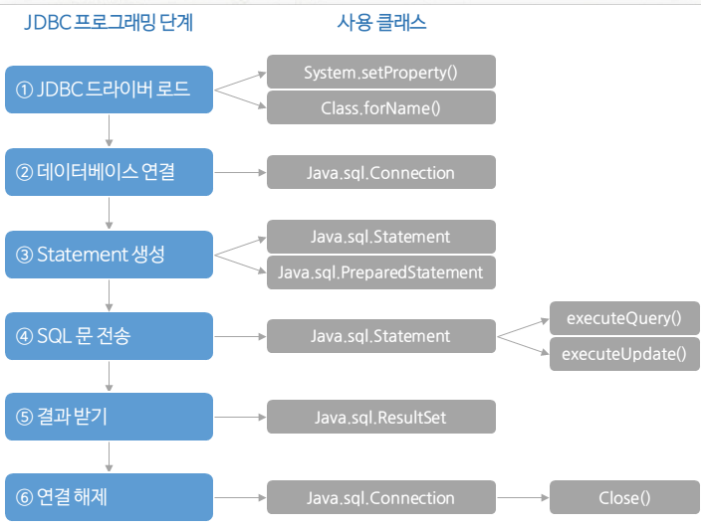 JDBC 프로그래밍 단계
사용 클래스
① JDBC 드라이버 로드
System.setProperty()
Class.forName()
② 데이터베이스 연결
Java.sql.Connection
③ Statement 생성
Java.sql.Statement
Java.sql.PreparedStatement
④ SQL 문 전송
Java.sql.Statement
executeQuery()
executeUpdate()
⑤ 결과 받기
Java.sql.ResultSet
⑥ 연결 해제
Java.sql.Connection
Close()